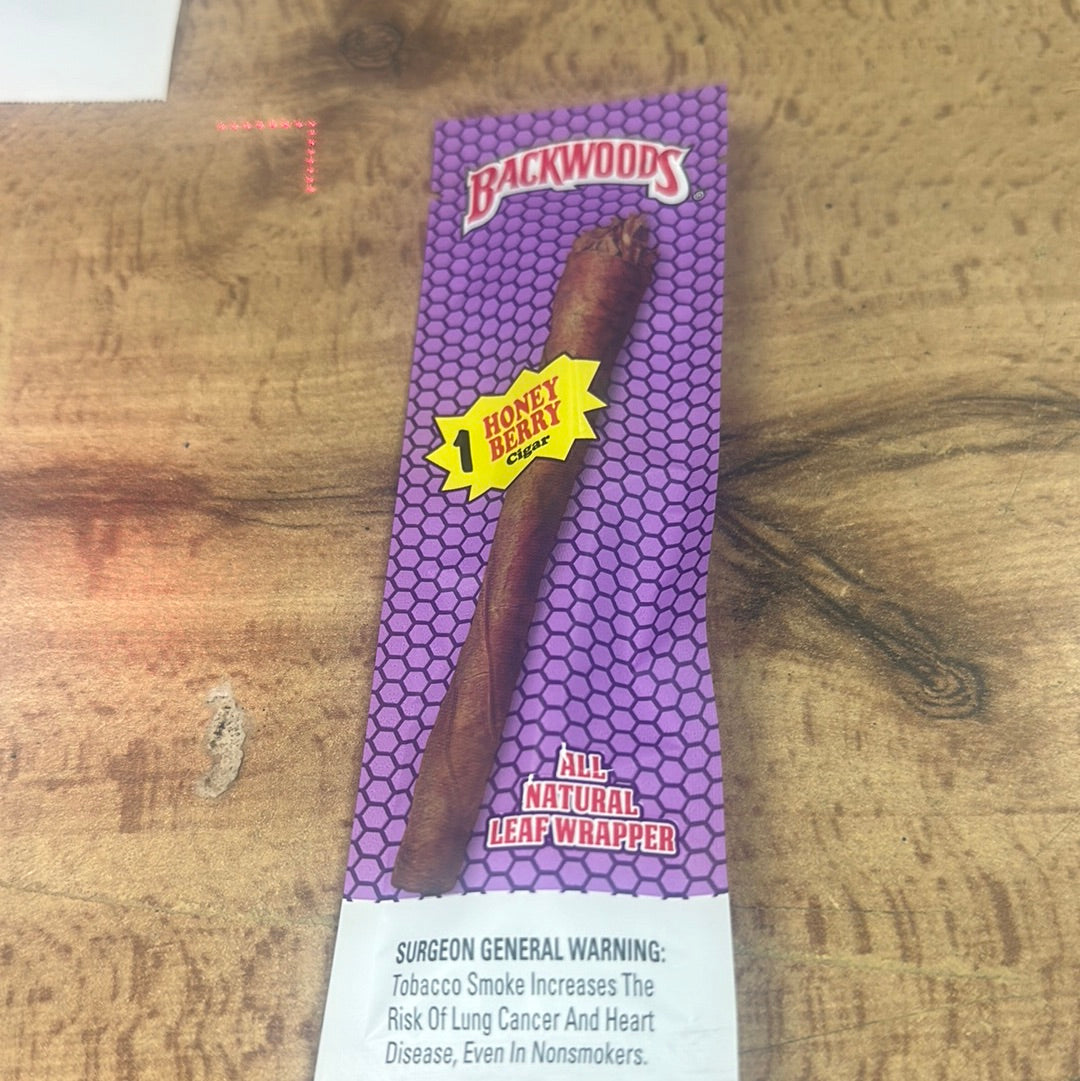 BACKWOODS®
1 HONEY
BERRY
Cigar
ALL
NATURAL
LEAF WRAPPER
SURGEON GENERAL WARNING:
Tobacco Smoke Increases The
Risk Of Lung Cancer And Heart
Disease, Even In Nonsmokers.